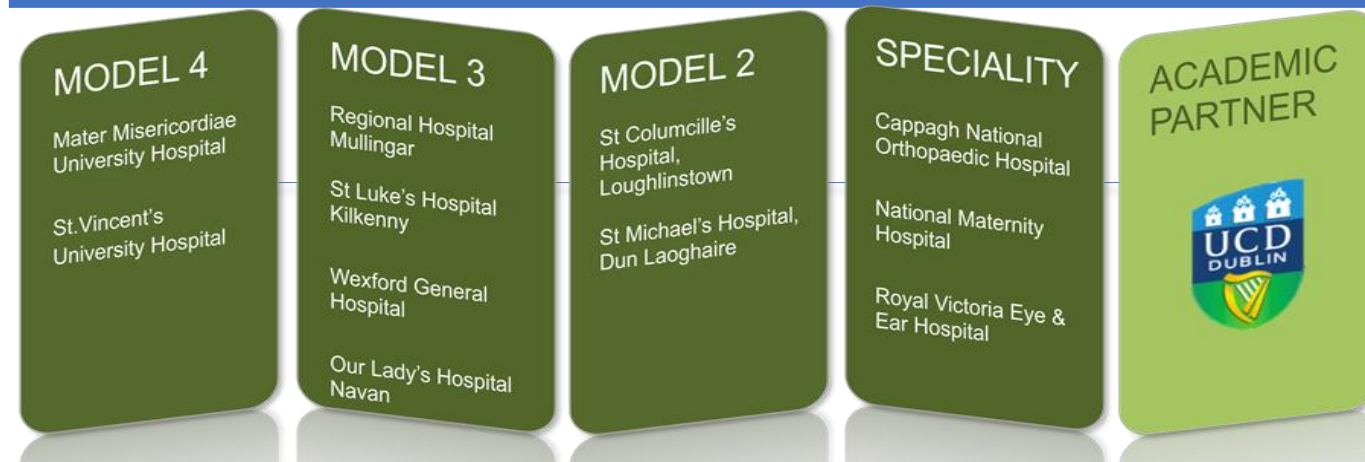 MODEL 4
Mater Misericordiae
University Hospital
St.Vincent's
University Hospital
MODEL 3
Regional Hospital
Mullingar
St Luke's Hospital
Kilkenny
Wexford General
Hospital
Our Lady's Hospital
Navan
MODEL 2
St Columcille's
Hospital,
Loughlinstown
St Michael's Hospital,
Dun Laoghaire
SPECIALITY
Cappagh National
Orthopaedic Hospital
National Maternity
Hospital
Royal Victoria Eye &
Ear Hospital
ACADEMIC
PARTNER
UCD
DUBLIN